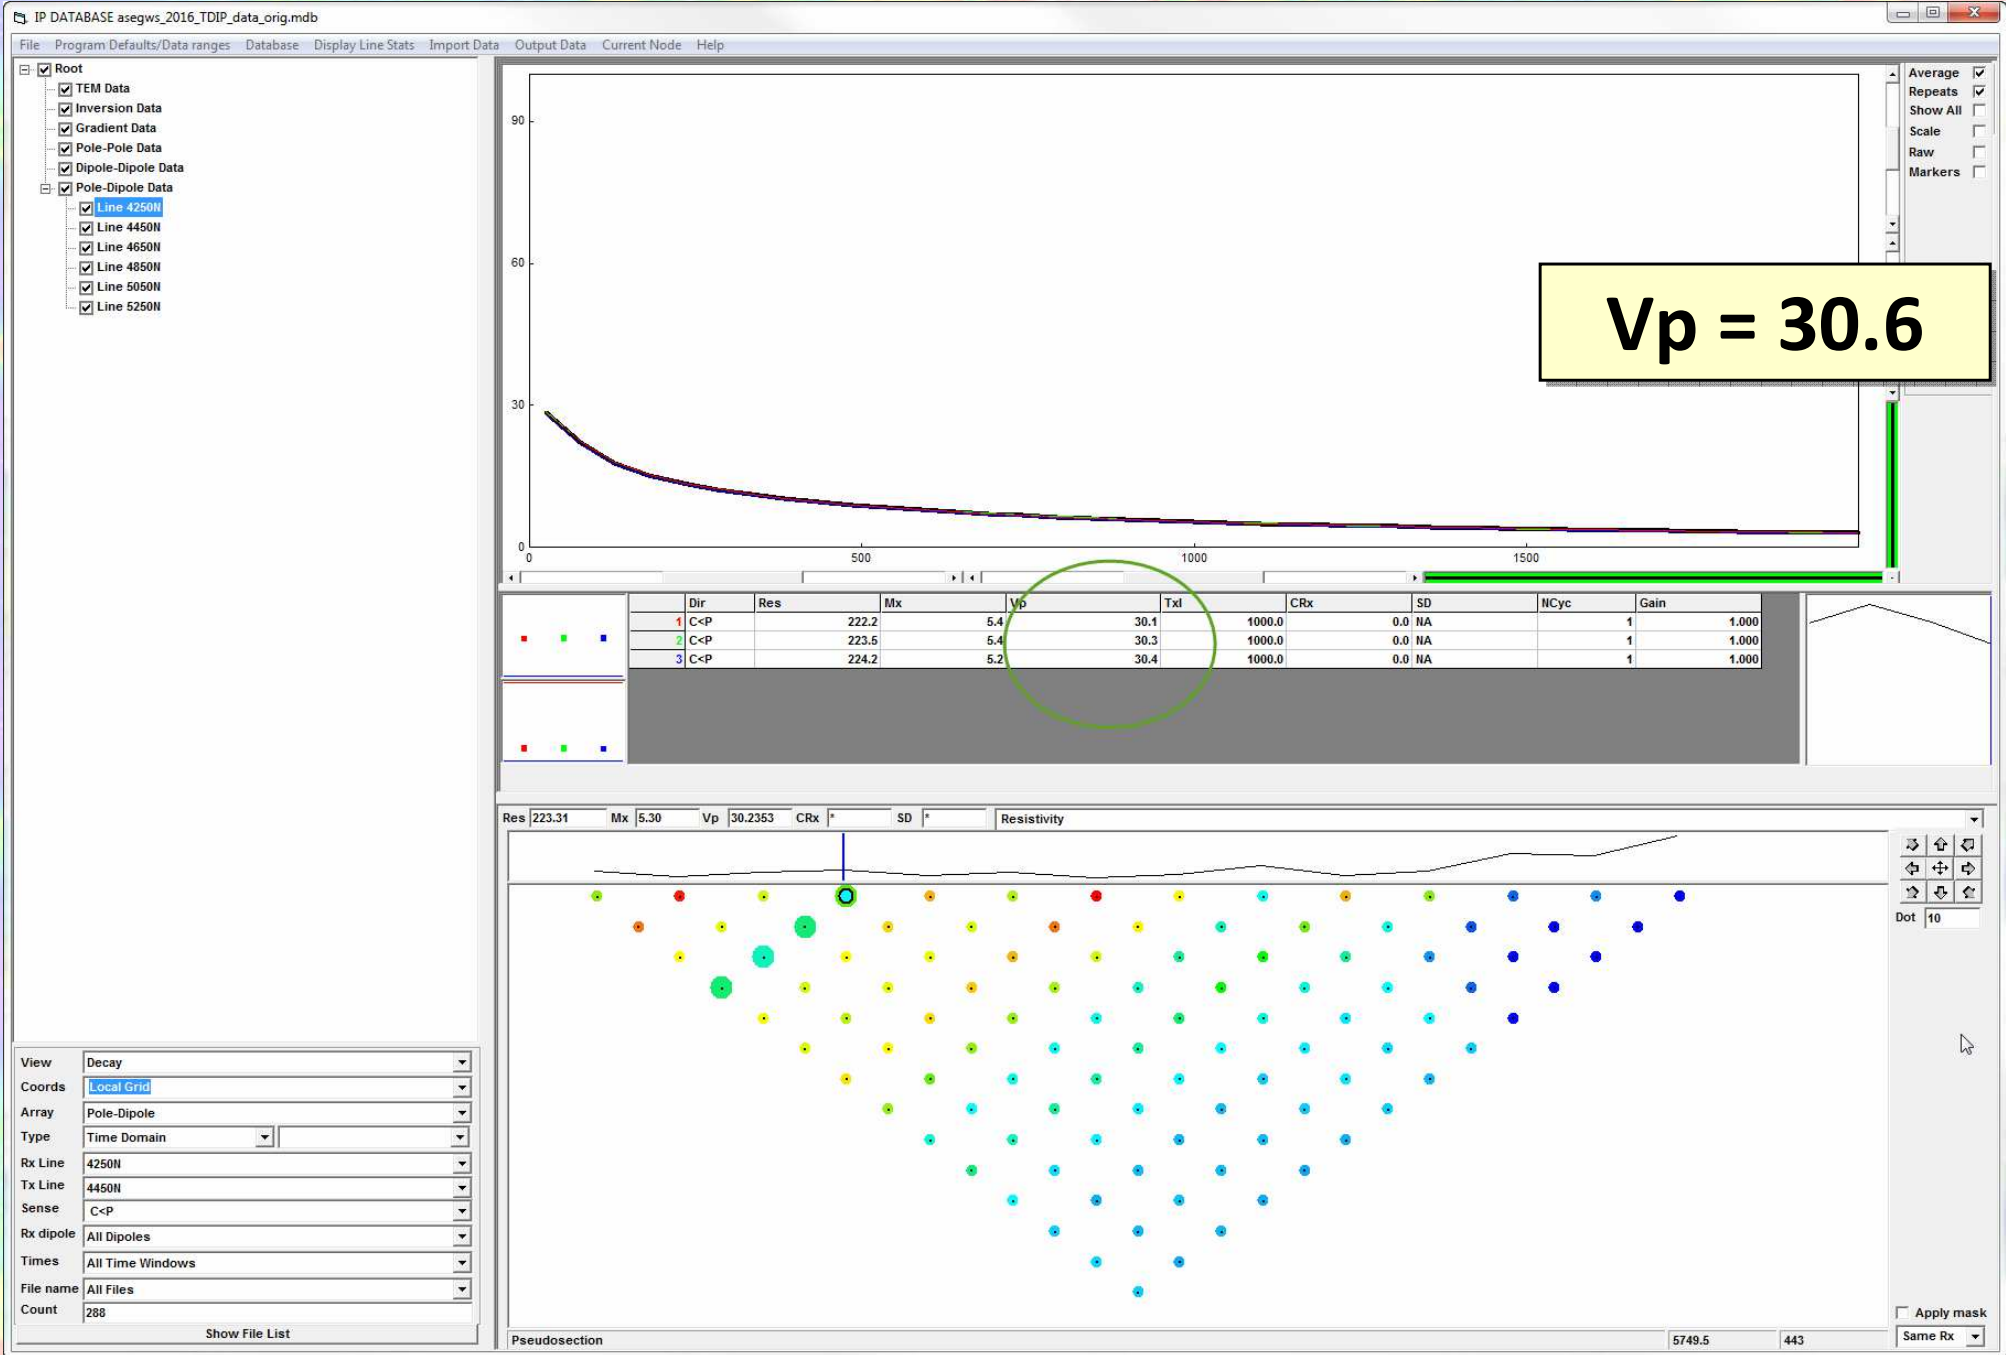 IP DATABASE asegws_2016_TDIP_data_orig.mdb
File Program Defaults/Data ranges Database Display Line Stats Import Data Output Data Current Node Help
Root
TEM Data
Inversion Data
Gradient Data
Pole-Pole Data
Dipole-Dipole Data
Pole-Dipole Data
Line 4250N
Line 4450N
Line 4650N
Line 4850N
Line 5050N
Line 5250N
90
60
30
0
0 500 1000 1500
Average
Repeats
Show All
Scale
Raw
Markers
Vp = 30.6
Dir Res Mx Vp TxI CRx SD NCyc Gain
1 C<P 222.2 5.4 30.1 1000.0 0.0 NA 1 1.000
2 C<P 223.5 5.4 30.3 1000.0 0.0 NA 1 1.000
3 C<P 224.2 5.2 30.4 1000.0 0.0 NA 1 1.000
Res 223.31 Mx 5.30 Vp 30.2353 CRx * SD * Resistivity
Dot 10
View Decay
Coords Local Grid
Array Pole-Dipole
Type Time Domain
Rx Line 4250N
Tx Line 4450N
Sense C<P
Rx dipole All Dipoles
Times All Time Windows
File name All Files
Count 288
Show File List
Apply mask
Same Rx
Pseudosection 5749.5 443